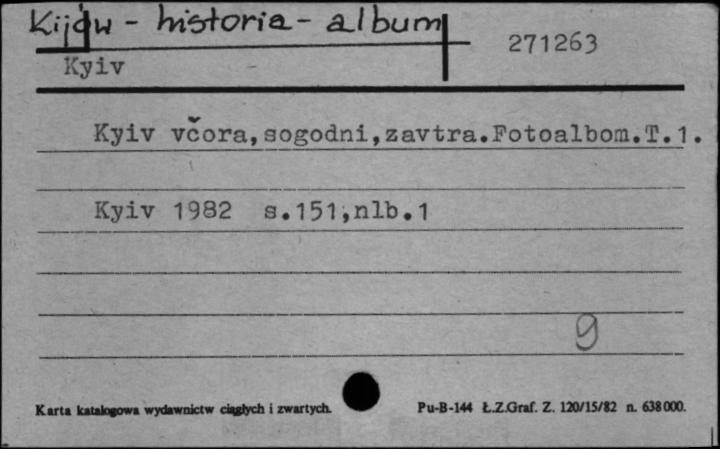 Kijów - historia - album
271263
Kyiv
Kyiv včora,sogodni,zavtra.Fotoalbom.T.1.
Kyiv 1982 s.151,nlb.1
9
Karta katalogowa wydawnictw ciągłych i zwartych.
Pu-B-144 Ł.Z.Graf. Z. 120/15/82 n. 638000.